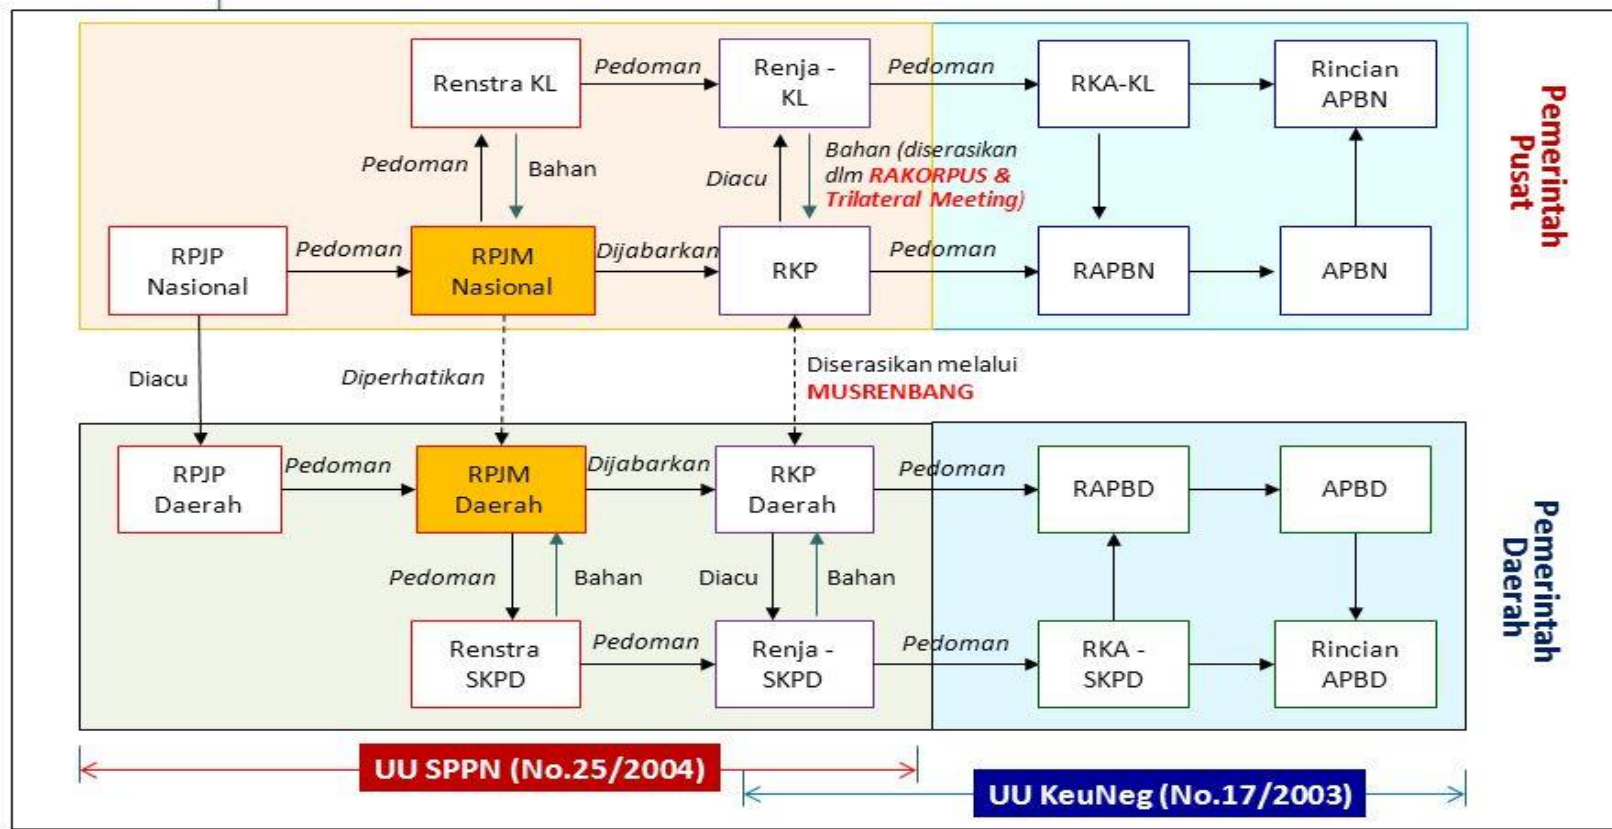 Renstra KL
Pedoman
Renja -
KL
Pedoman
RKA-KL
Rincian
APBN
Pedoman
Bahan
Diacu
Bahan (diserasikan
dlm RAKORPUS &
Trilateral Meeting)
RPJP
Nasional
Pedoman
RPJM
Nasional
Dijabarkan
RKP
Pedoman
RAPBN
APBN
Pemerintah
Pusat
Diacu
Diperhatikan
Diserasikan melalui
MUSRENBANG
RPJP
Daerah
Pedoman
RPJM
Daerah
Dijabarkan
RKP
Daerah
Pedoman
RAPBD
APBD
Pedoman
Bahan
Diacu
Bahan
Renstra
SKPD
Pedoman
Renja -
SKPD
Pedoman
RKA -
SKPD
Rincian
APBD
Pemerintah
Daerah
UU SPPN (No.25/2004)
UU KeuNeg (No.17/2003)